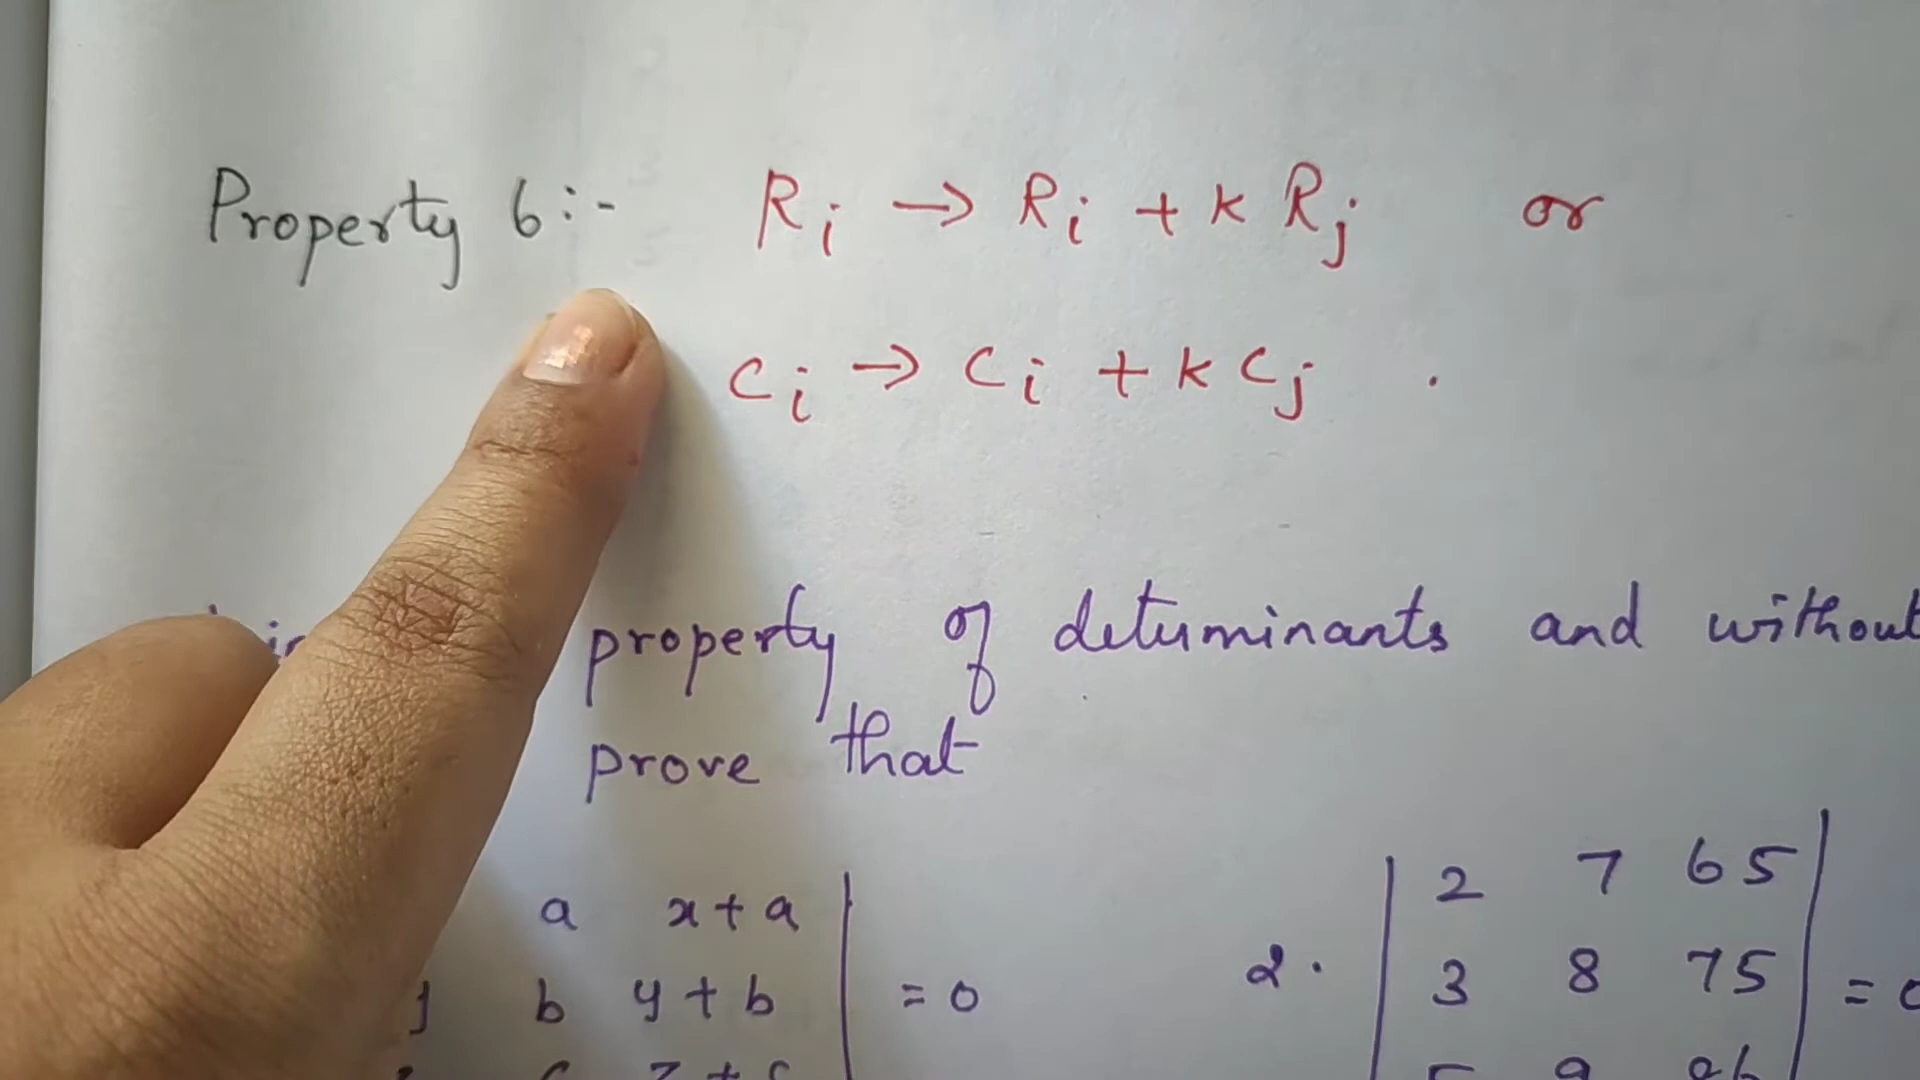 Property 6:- Ri → Ri + k Rj or
Ci → Ci + k Cj .
property of determinants and without
prove that
a x + a
b y + b = 0
2. 2 7 65
3 8 75 = 0